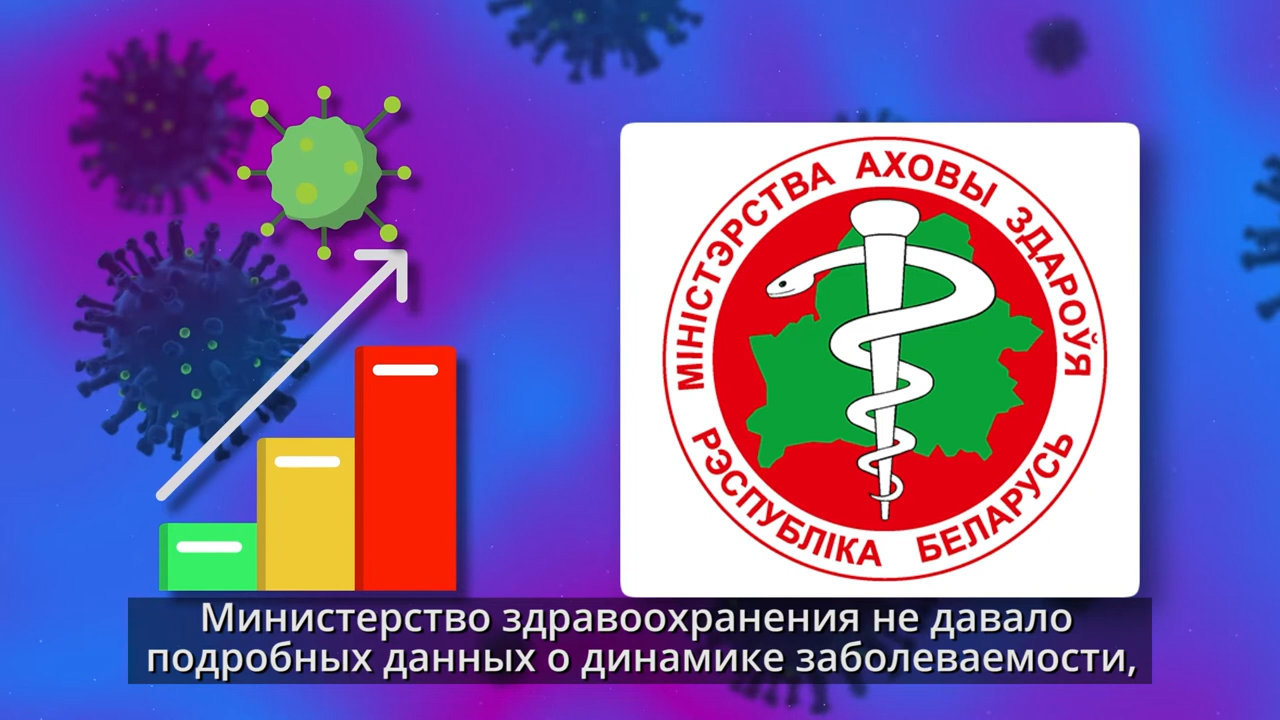 МІНІСТЭРСТВА АХОВЫ ЗДАРОЎЯ
РЭСПУБЛІКА БЕЛАРУСЬ
Министерство здравоохранения не давало
подробных данных о динамике заболеваемости,